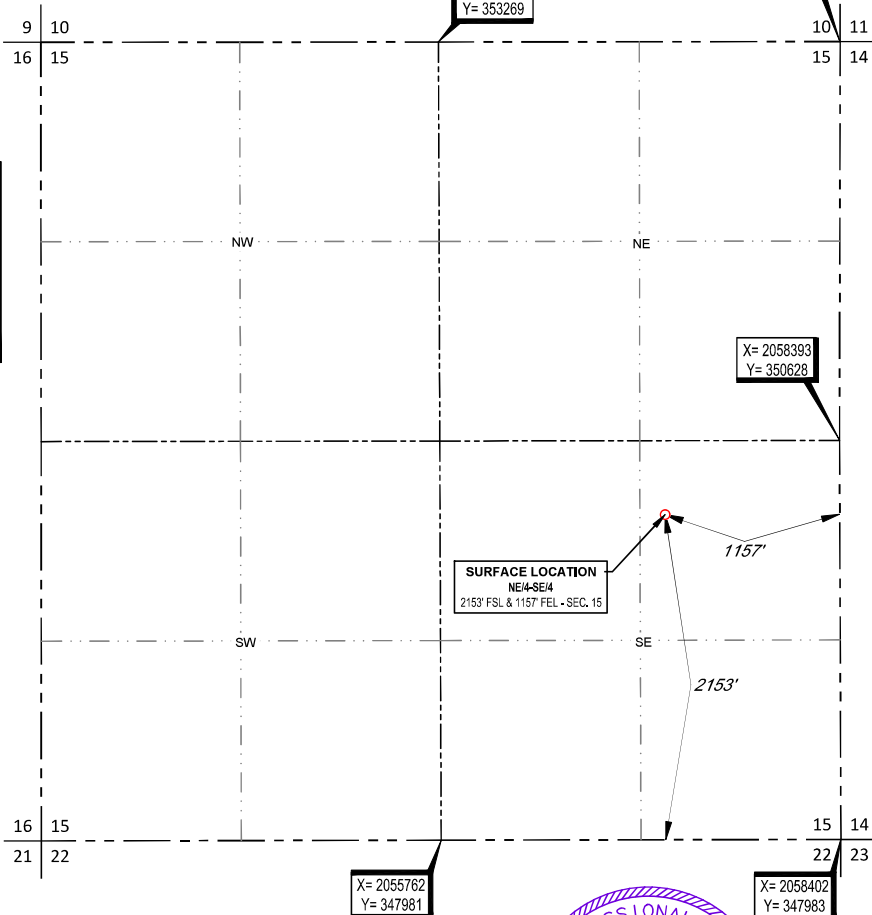 Y= 353269
9 10
10 11
16 15
15 14
NW
NE
X= 2058393
Y= 350628
SURFACE LOCATION
NE/4-SE/4
2153' FSL & 1157' FEL - SEC. 15
1157'
SW
SE
2153'
16 15
15 14
21 22
22 23
X= 2055762
Y= 347981
X= 2058402
Y= 347983